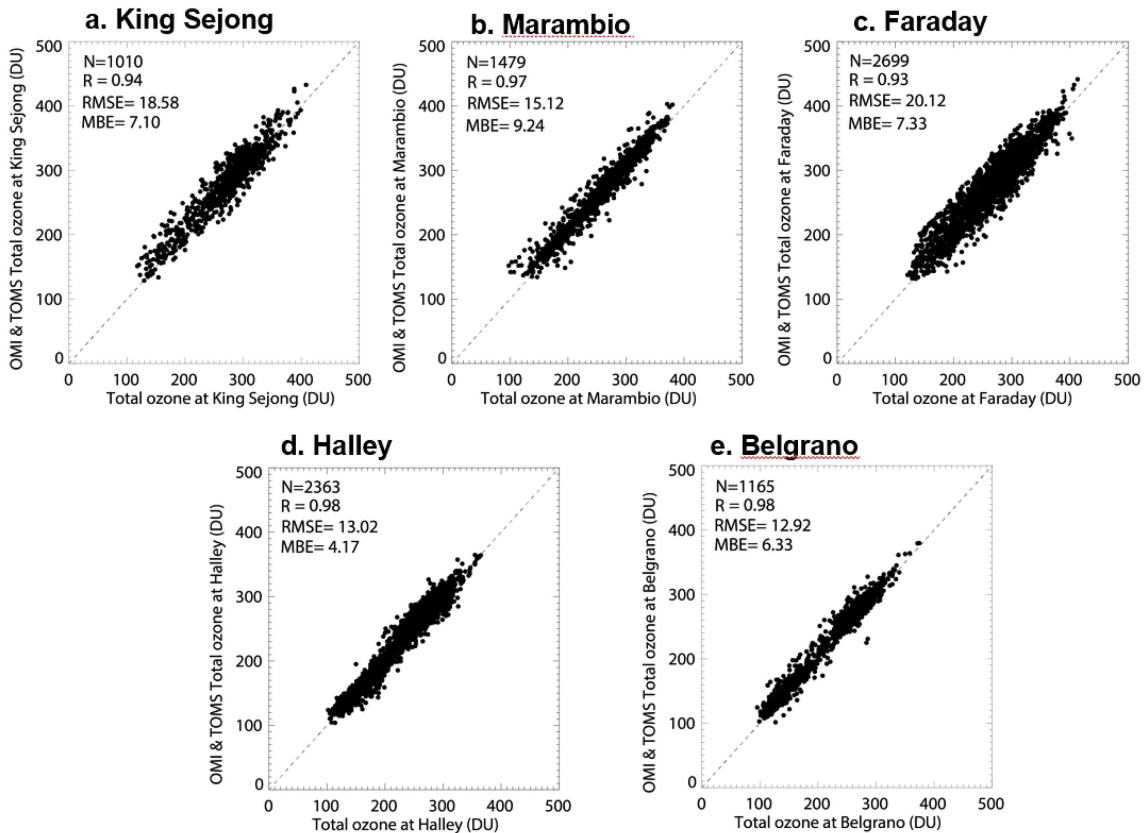 a. King Sejong
500
400
300
200
100
0
0 100 200 300 400 500
OMI & TOMS Total ozone at King Sejong (DU)
Total ozone at King Sejong (DU)
N=1010
R = 0.94
RMSE= 18.58
MBE= 7.10
b. Marambio
500
400
300
200
100
0
0 100 200 300 400 500
OMI & TOMS Total ozone at Marambio (DU)
Total ozone at Marambio (DU)
N=1479
R = 0.97
RMSE= 15.12
MBE= 9.24
c. Faraday
500
400
300
200
100
0
0 100 200 300 400 500
OMI & TOMS Total ozone at Faraday (DU)
Total ozone at Faraday (DU)
N=2699
R = 0.93
RMSE= 20.12
MBE= 7.33
d. Halley
500
400
300
200
100
0
0 100 200 300 400 500
OMI & TOMS Total ozone at Halley (DU)
Total ozone at Halley (DU)
N=2363
R = 0.98
RMSE= 13.02
MBE= 4.17
e. Belgrano
500
400
300
200
100
0
0 100 200 300 400 500
OMI & TOMS Total ozone at Belgrano (DU)
Total ozone at Belgrano (DU)
N=1165
R = 0.98
RMSE= 12.92
MBE= 6.33